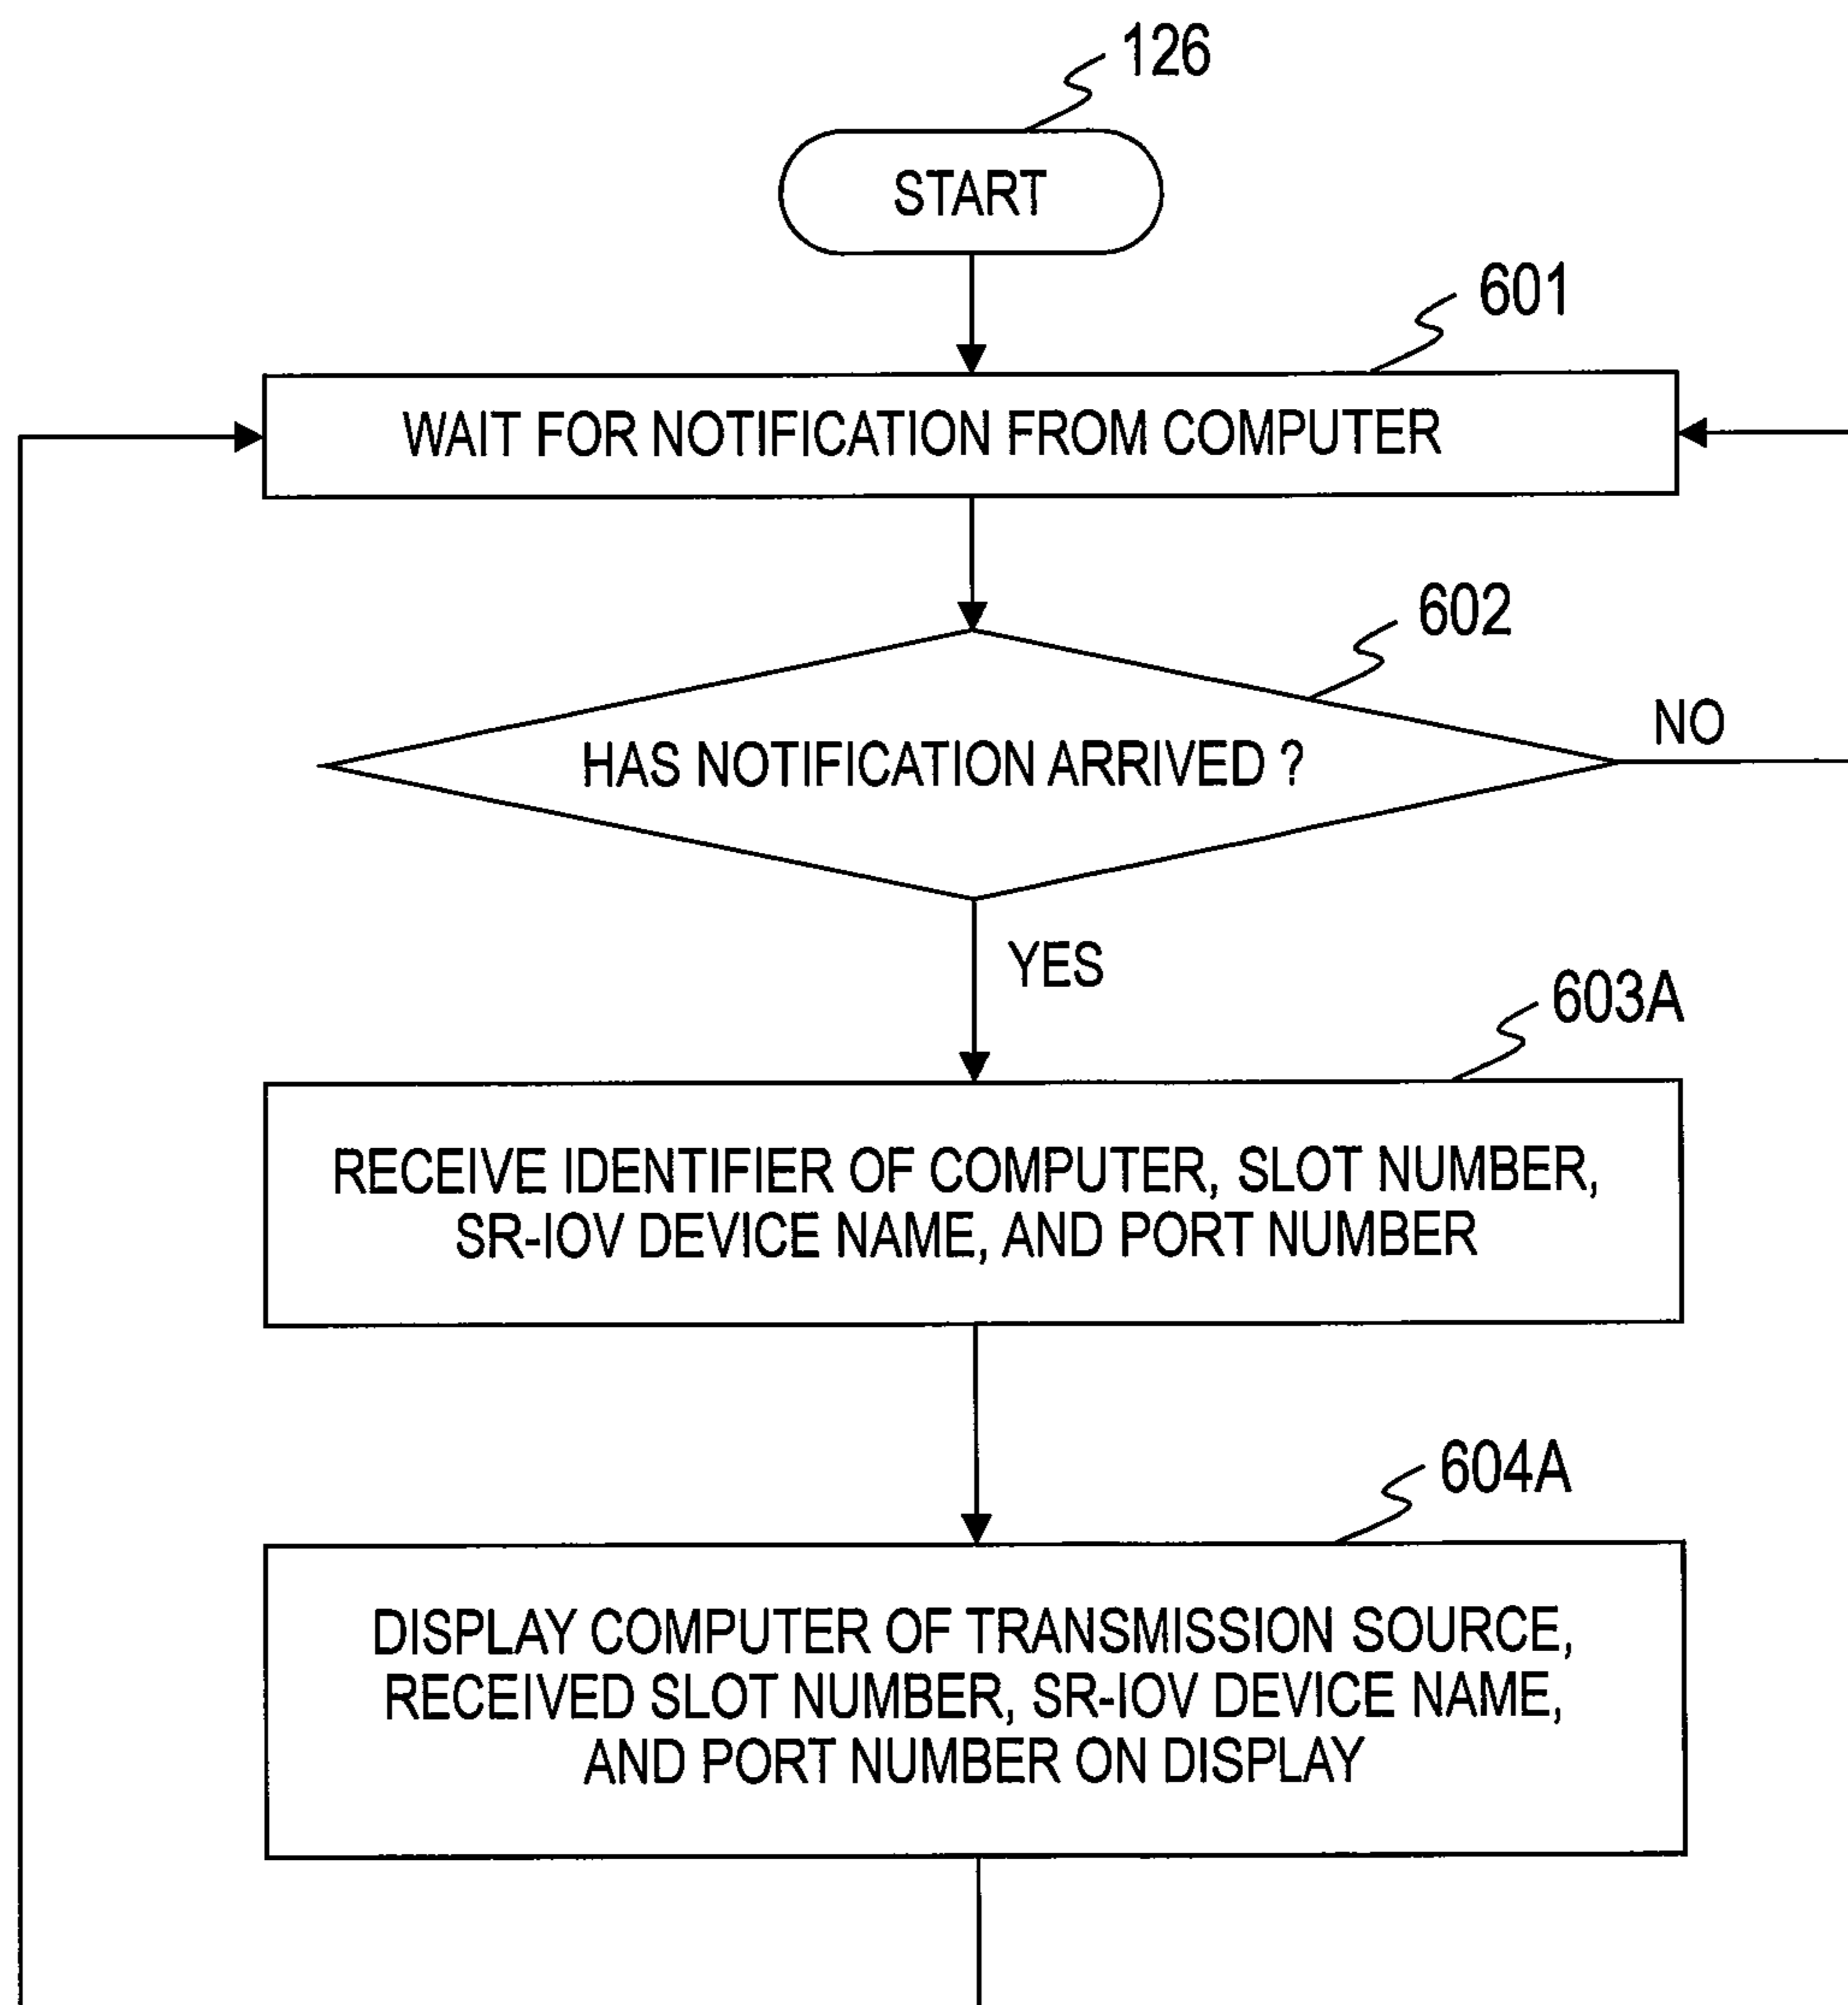 126
START
601
WAIT FOR NOTIFICATION FROM COMPUTER
602
HAS NOTIFICATION ARRIVED ?
NO
YES
603A
RECEIVE IDENTIFIER OF COMPUTER, SLOT NUMBER,
SR-IOV DEVICE NAME, AND PORT NUMBER
604A
DISPLAY COMPUTER OF TRANSMISSION SOURCE,
RECEIVED SLOT NUMBER, SR-IOV DEVICE NAME,
AND PORT NUMBER ON DISPLAY